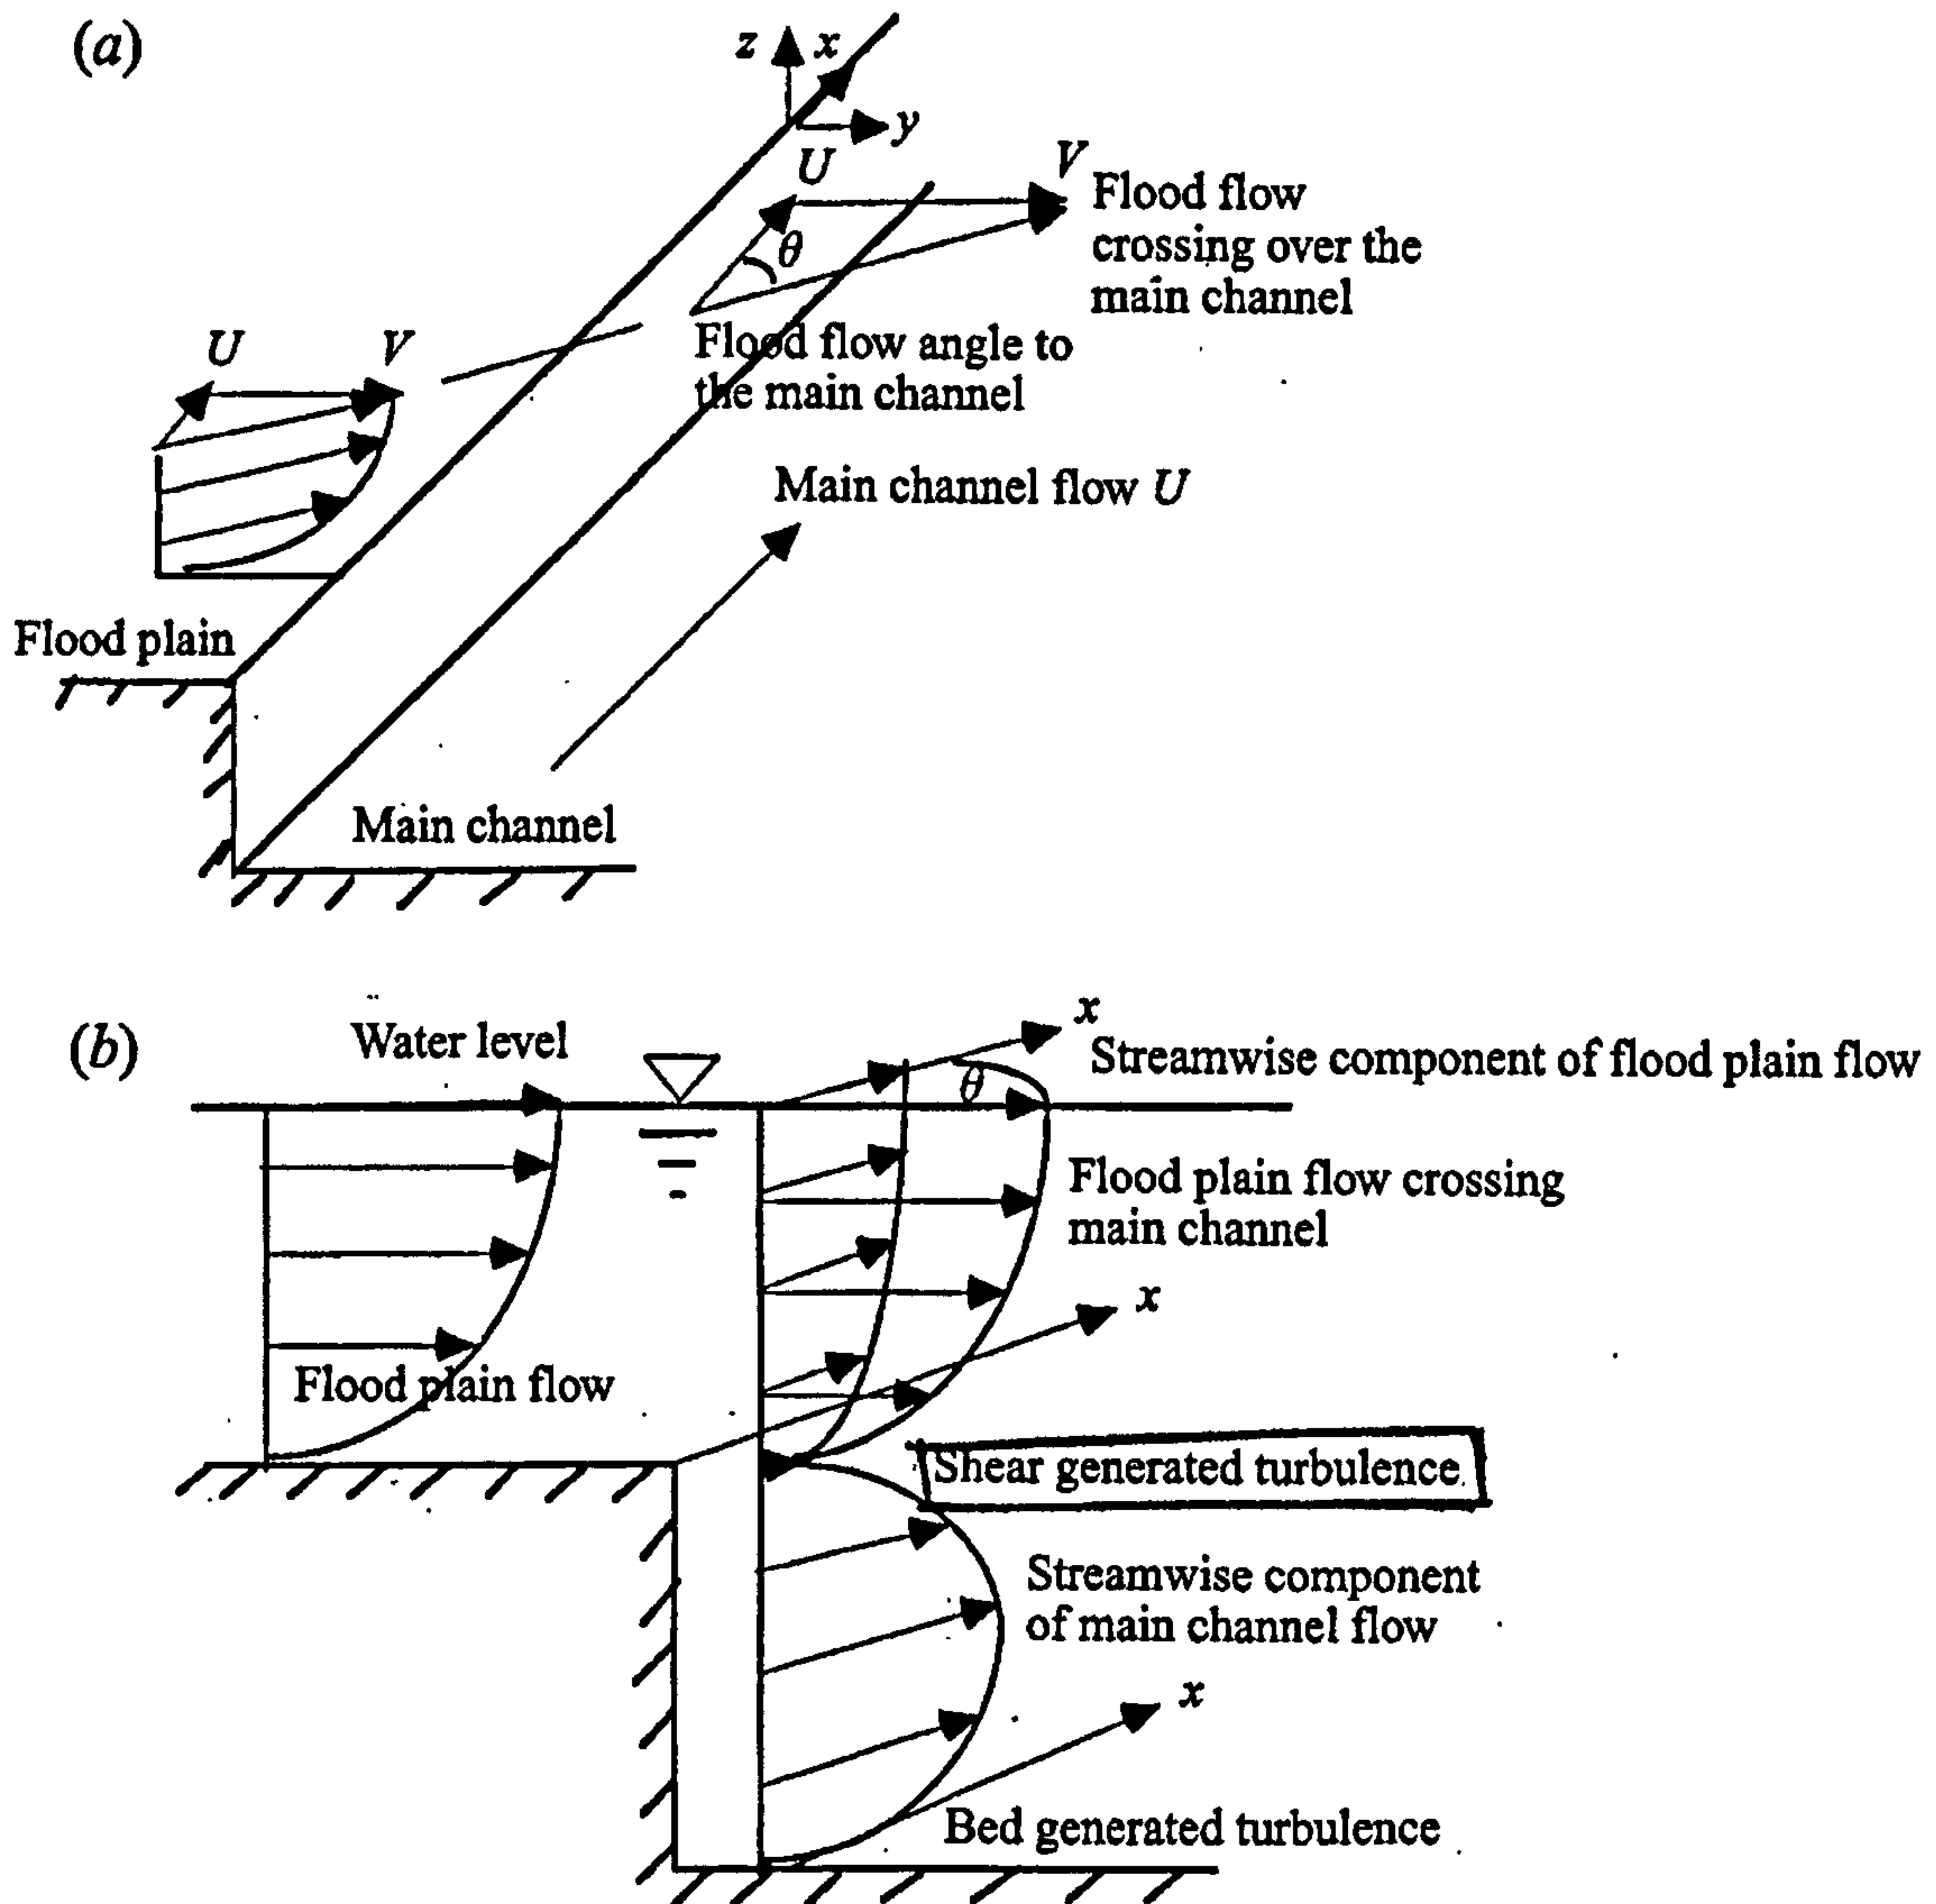 (a)
z x
y
U
V
Flood flow
crossing over the
main channel
θ
U
V
Flood flow angle to
the main channel
Main channel flow U
Flood plain
Main channel
(b)
Water level
x
Streamwise component of flood plain flow
θ
Flood plain flow crossing
main channel
x
Flood plain flow
Shear generated turbulence
Streamwise component
of main channel flow
x
Bed generated turbulence